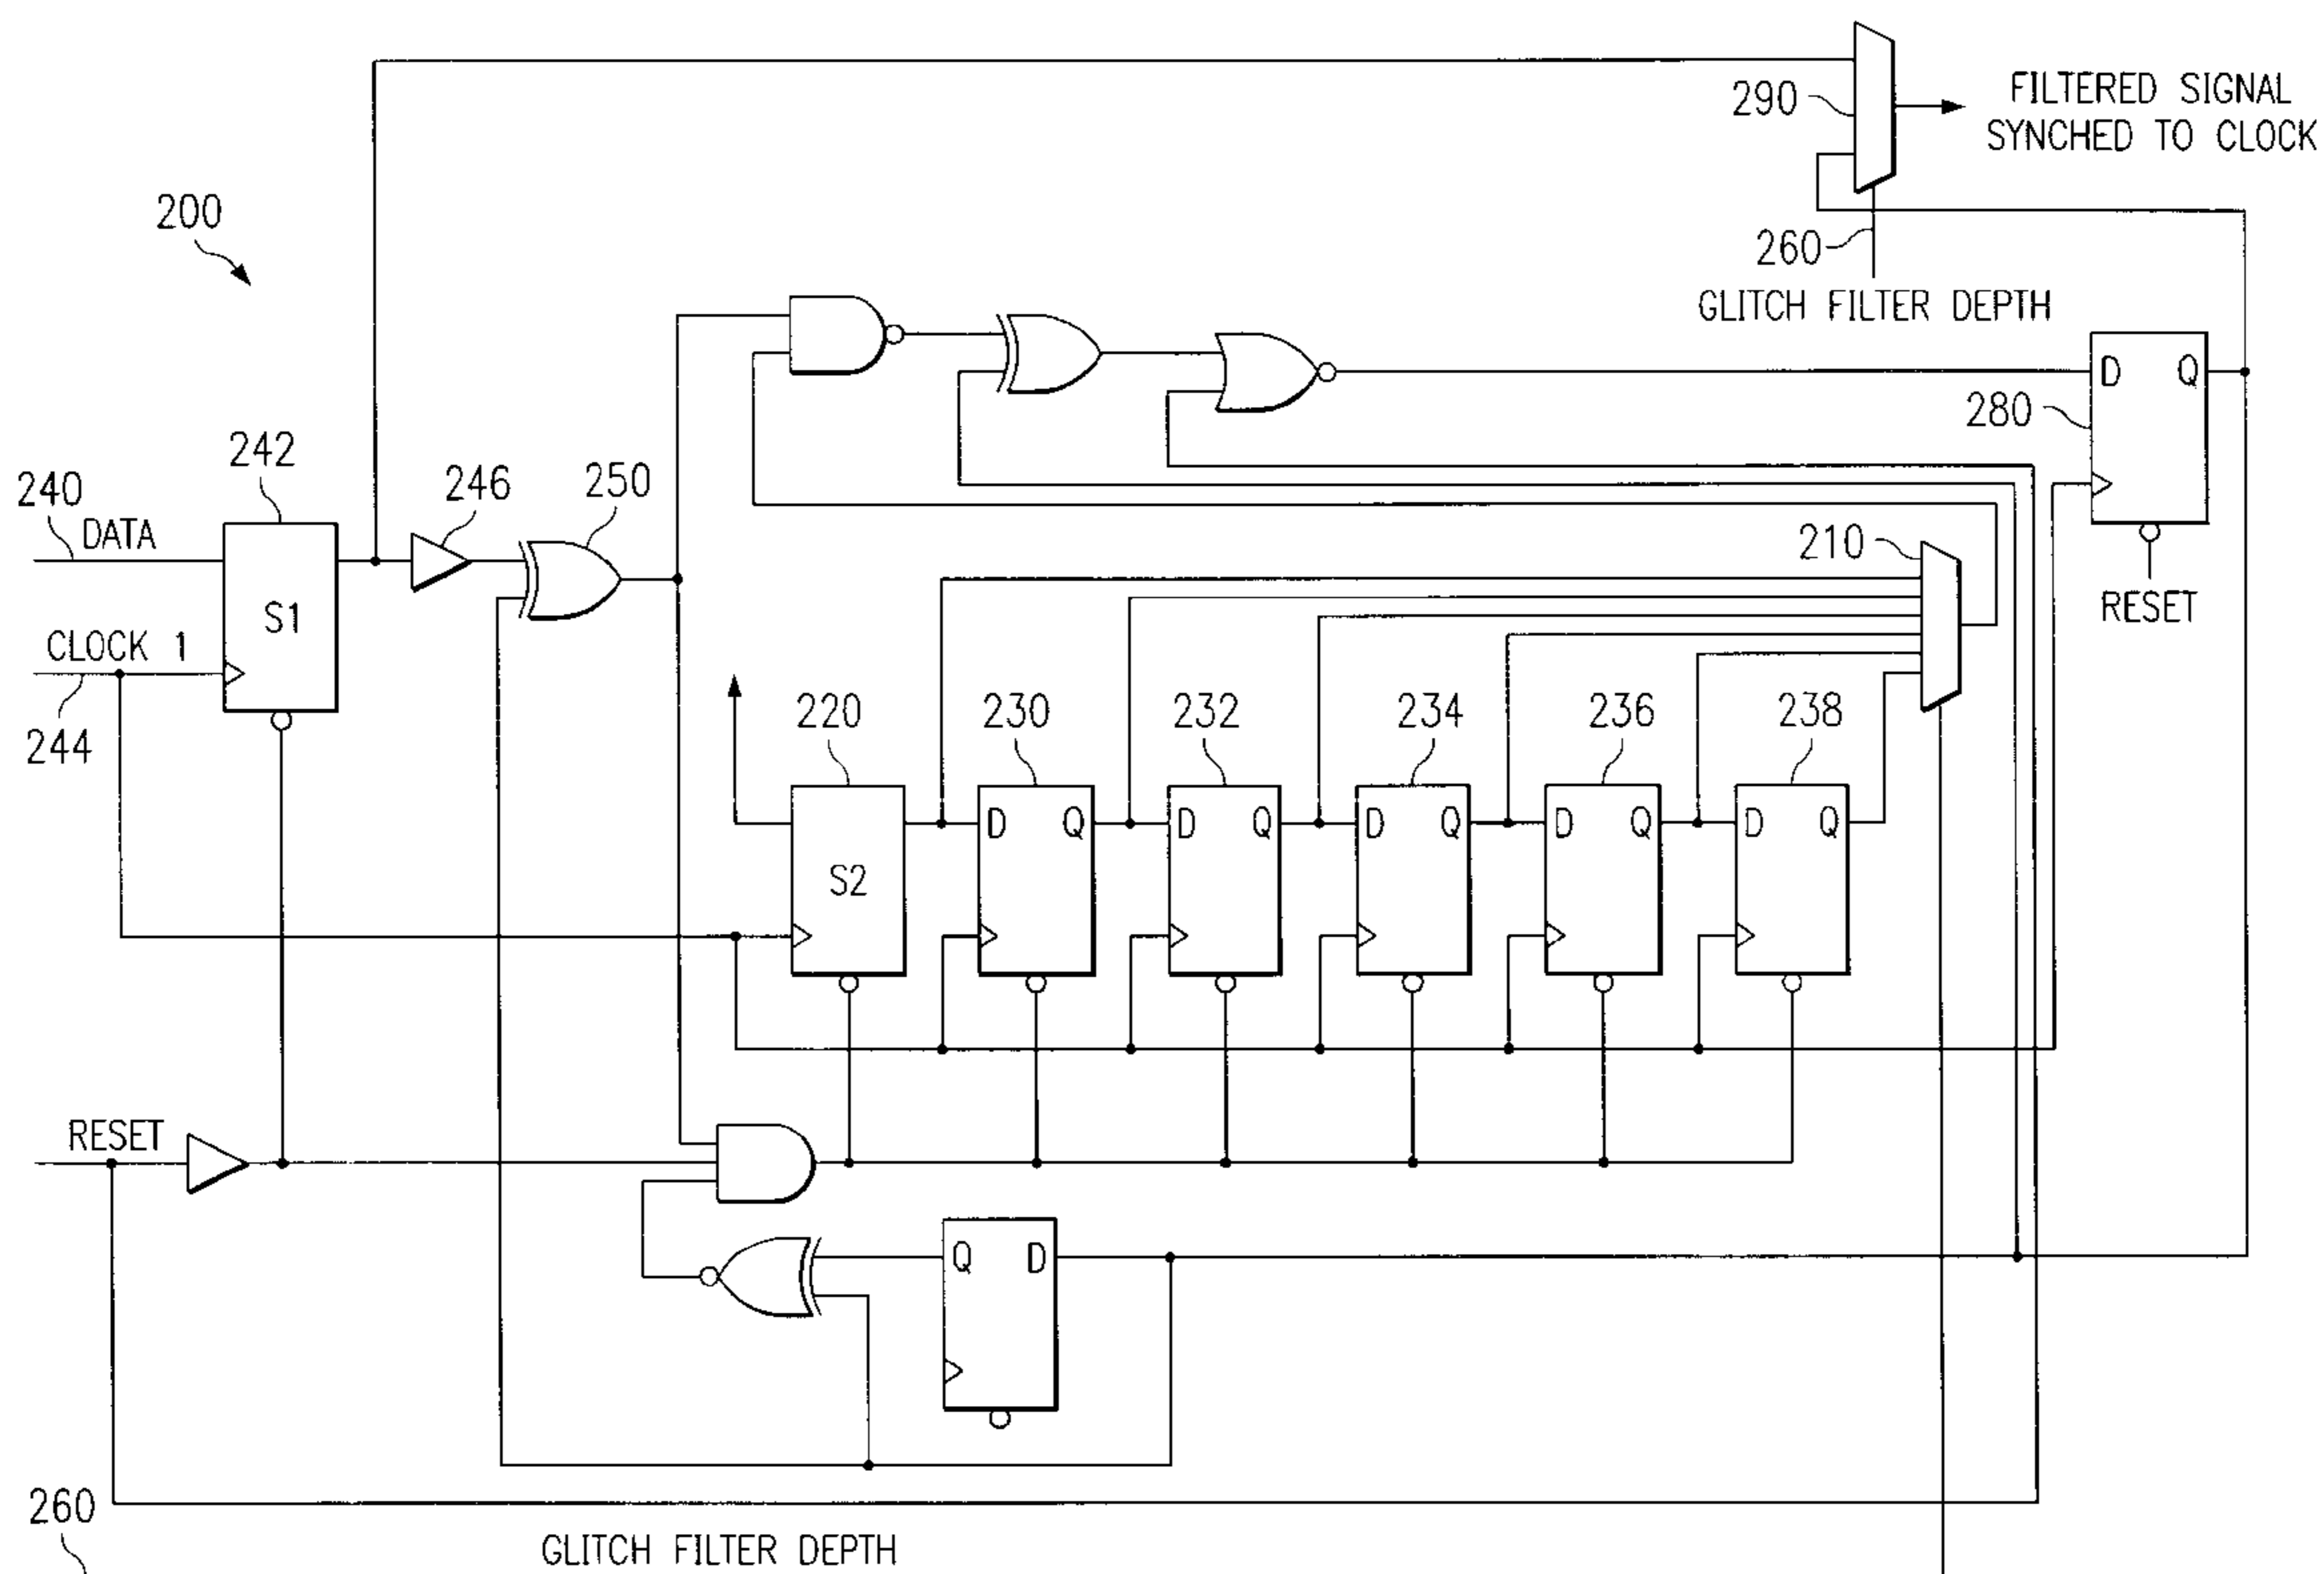 FILTERED SIGNAL
SYNCHED TO CLOCK
290
200
260
GLITCH FILTER DEPTH
D Q
280
RESET
242
246
250
240
DATA
S1
CLOCK 1
244
210
220
230
232
234
236
238
S2
D Q
D Q
D Q
D Q
D Q
RESET
Q D
260
GLITCH FILTER DEPTH